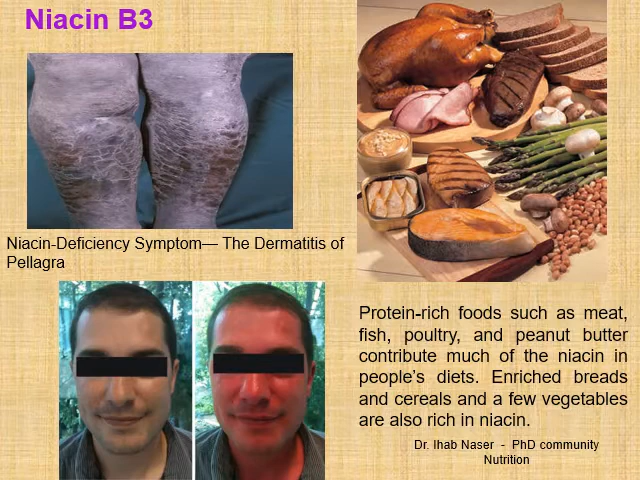 Niacin B3
Niacin-Deficiency Symptom— The Dermatitis of
Pellagra
Protein-rich foods such as meat,
fish, poultry, and peanut butter
contribute much of the niacin in
people’s diets. Enriched breads
and cereals and a few vegetables
are also rich in niacin.
Dr. Ihab Naser - PhD community
Nutrition